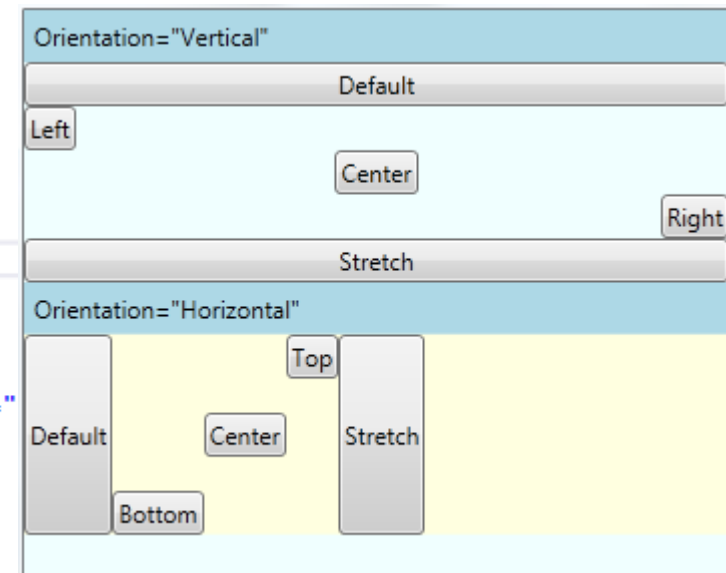 Orientation="Vertical"
Default
Left
Center
Right
Stretch
Orientation="Horizontal"
Default
Bottom
Center
Top
Stretch
"